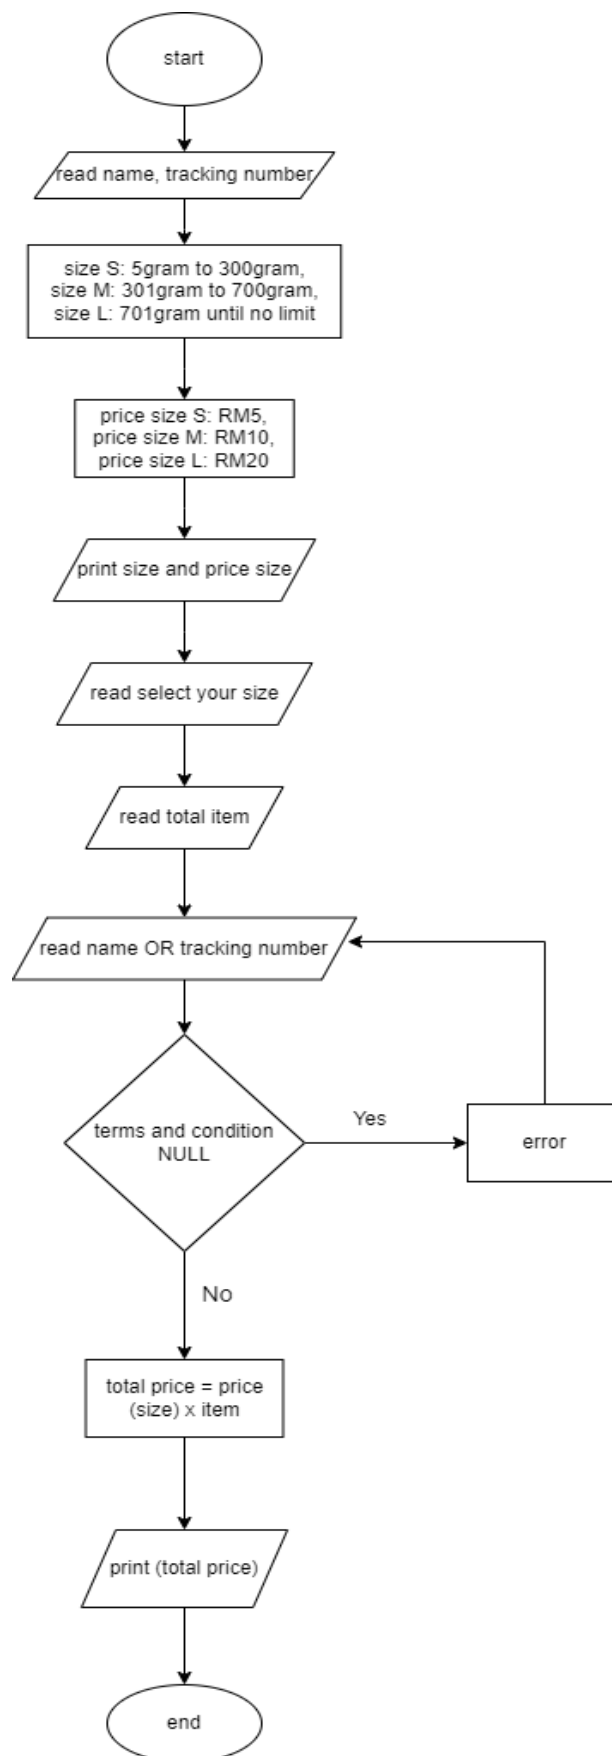 start
read name, tracking number
size S: 5gram to 300gram,
size M: 301gram to 700gram,
size L: 701gram until no limit
price size S: RM5,
price size M: RM10,
price size L: RM20
print size and price size
read select your size
read total item
read name OR tracking number
terms and condition
NULL
Yes
error
No
total price = price
(size) x item
print (total price)
end